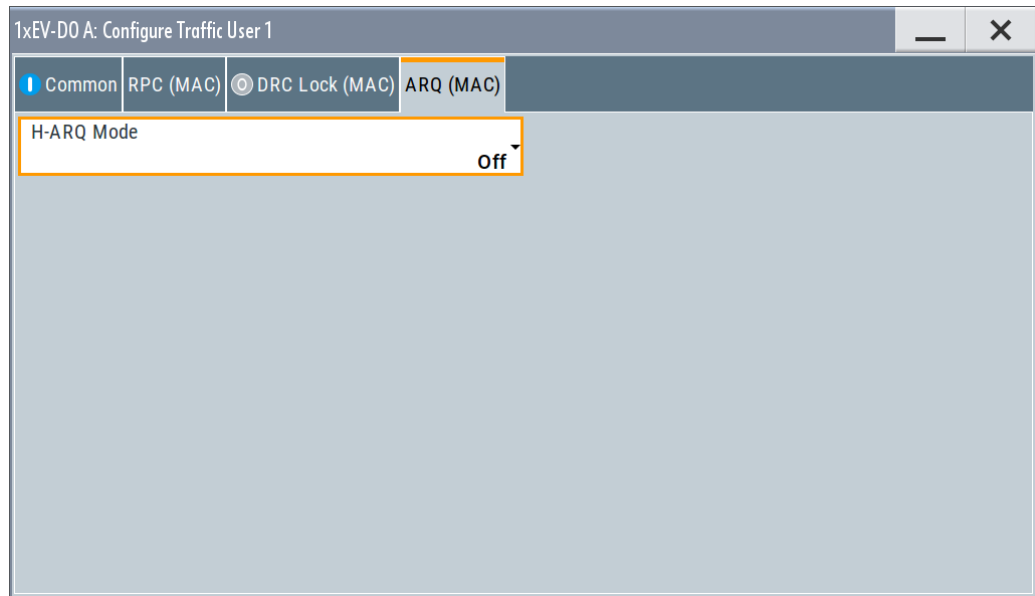 1xEV-DO A: Configure Traffic User 1
Common RPC (MAC) DRC Lock (MAC) ARQ (MAC)
H-ARQ Mode
Off